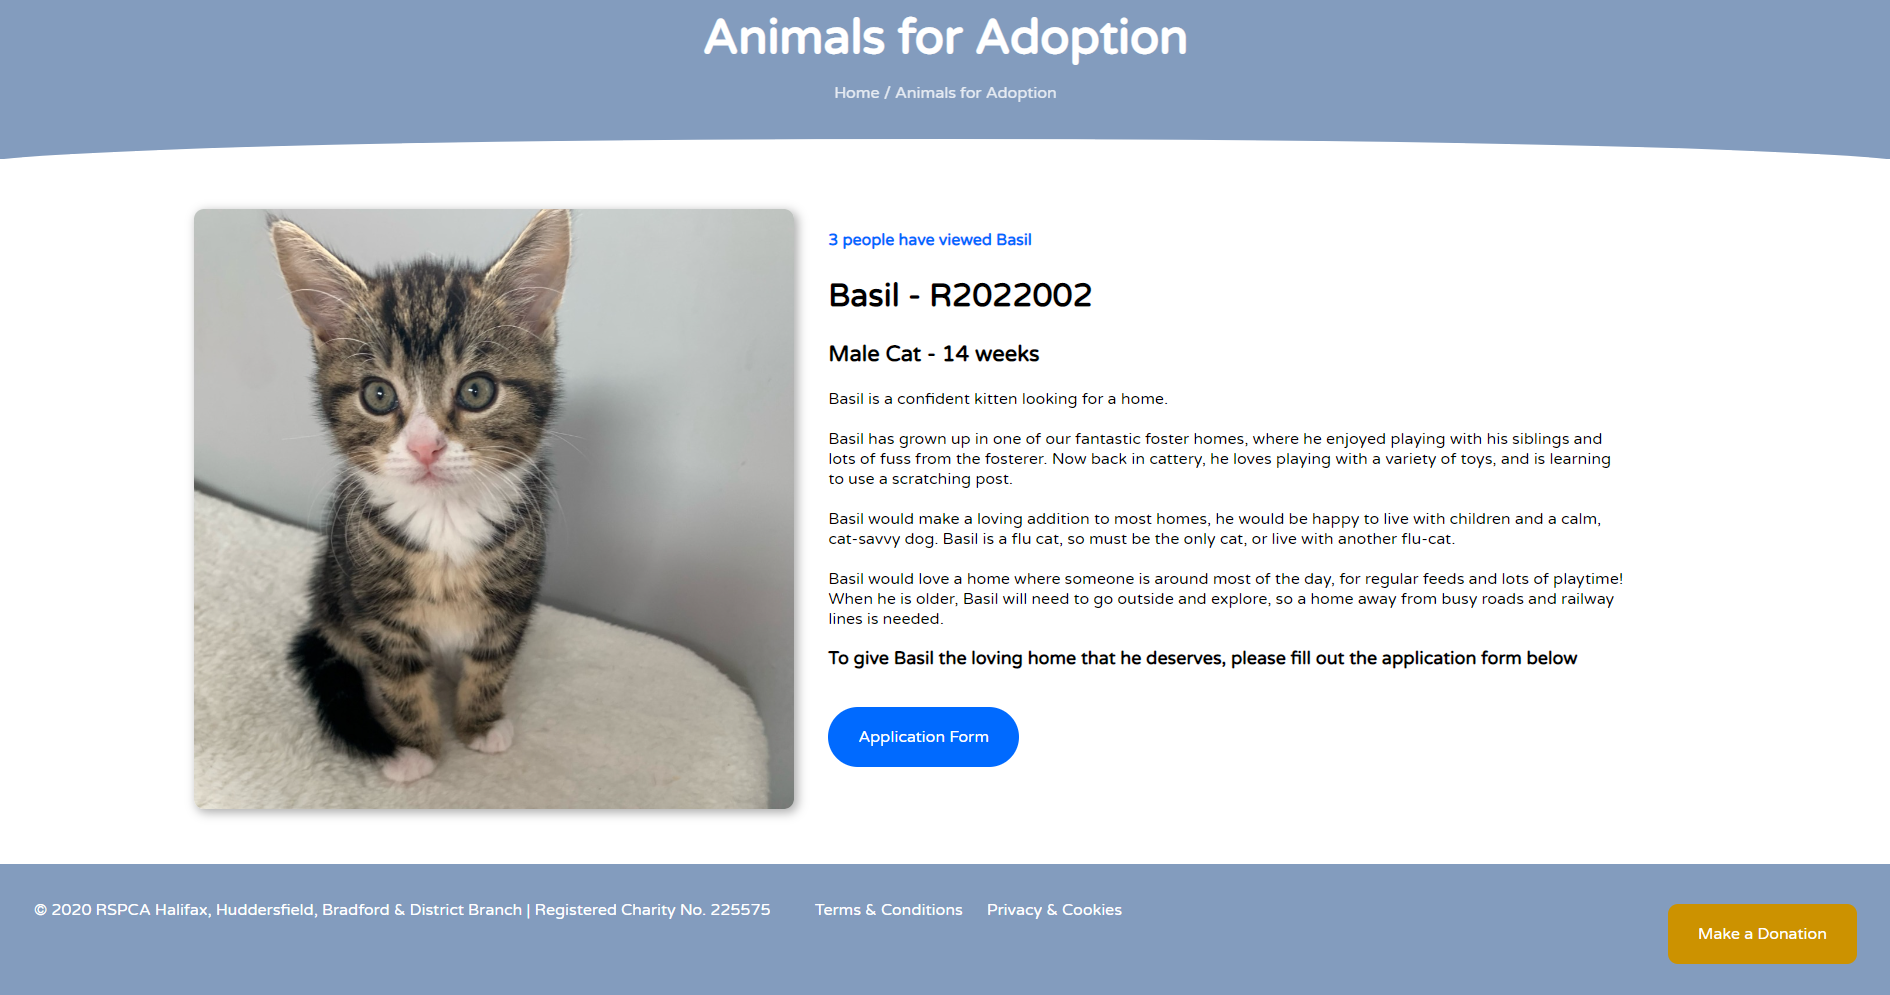 Animals for Adoption
Home / Animals for Adoption
3 people have viewed Basil
Basil - R2022002
Male Cat - 14 weeks
Basil is a confident kitten looking for a home.
Basil has grown up in one of our fantastic foster homes, where he enjoyed playing with his siblings and
lots of fuss from the fosterer. Now back in cattery, he loves playing with a variety of toys, and is learning
to use a scratching post.
Basil would make a loving addition to most homes, he would be happy to live with children and a calm,
cat-savvy dog. Basil is a flu cat, so must be the only cat, or live with another flu-cat.
Basil would love a home where someone is around most of the day, for regular feeds and lots of playtime!
When he is older, Basil will need to go outside and explore, so a home away from busy roads and railway
lines is needed.
To give Basil the loving home that he deserves, please fill out the application form below
Application Form
© 2020 RSPCA Halifax, Huddersfield, Bradford & District Branch | Registered Charity No. 225575
Terms & Conditions
Privacy & Cookies
Make a Donation